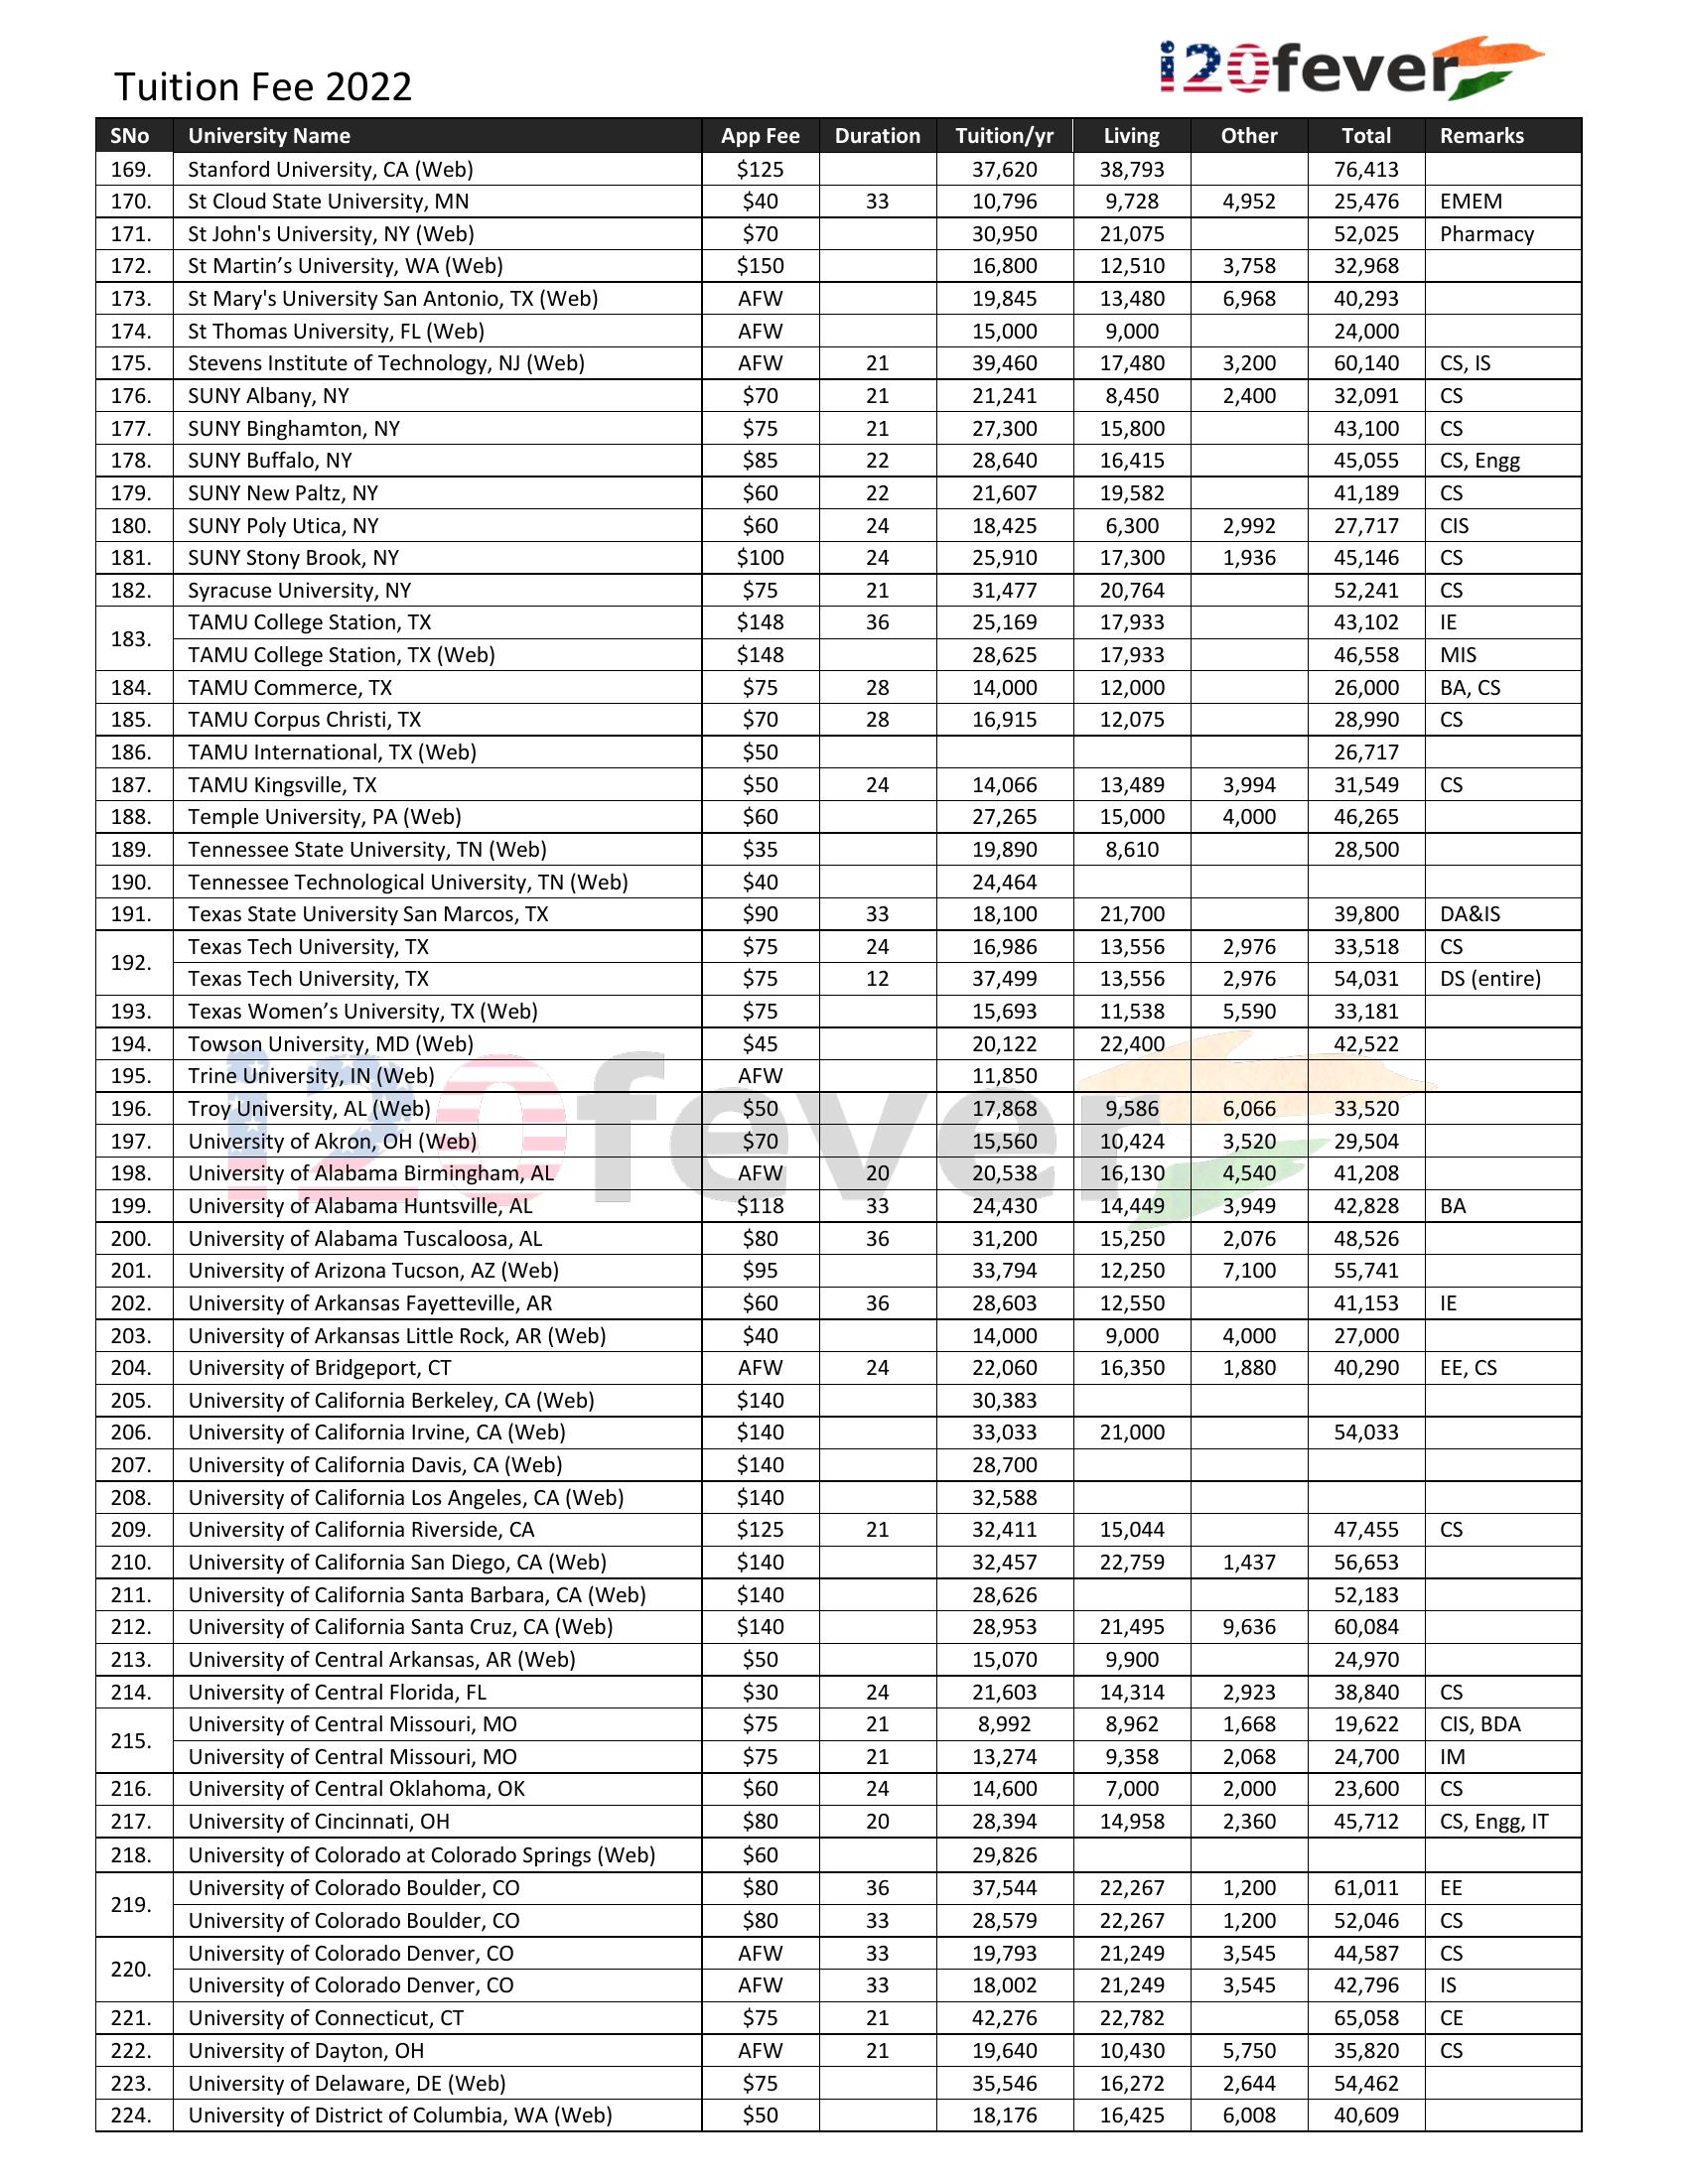 i20fever
Tuition Fee 2022
SNo University Name App Fee Duration Tuition/yr Living Other Total Remarks
169. Stanford University, CA (Web) $125 37,620 38,793 76,413
170. St Cloud State University, MN $40 33 10,796 9,728 4,952 25,476 EMEM
171. St John's University, NY (Web) $70 30,950 21,075 52,025 Pharmacy
172. St Martin’s University, WA (Web) $150 16,800 12,510 3,758 32,968
173. St Mary's University San Antonio, TX (Web) AFW 19,845 13,480 6,968 40,293
174. St Thomas University, FL (Web) AFW 15,000 9,000 24,000
175. Stevens Institute of Technology, NJ (Web) AFW 21 39,460 17,480 3,200 60,140 CS, IS
176. SUNY Albany, NY $70 21 21,241 8,450 2,400 32,091 CS
177. SUNY Binghamton, NY $75 21 27,300 15,800 43,100 CS
178. SUNY Buffalo, NY $85 22 28,640 16,415 45,055 CS, Engg
179. SUNY New Paltz, NY $60 22 21,607 19,582 41,189 CS
180. SUNY Poly Utica, NY $60 24 18,425 6,300 2,992 27,717 CIS
181. SUNY Stony Brook, NY $100 24 25,910 17,300 1,936 45,146 CS
182. Syracuse University, NY $75 21 31,477 20,764 52,241 CS
183. TAMU College Station, TX $148 36 25,169 17,933 43,102 IE
TAMU College Station, TX (Web) $148 28,625 17,933 46,558 MIS
184. TAMU Commerce, TX $75 28 14,000 12,000 26,000 BA, CS
185. TAMU Corpus Christi, TX $70 28 16,915 12,075 28,990 CS
186. TAMU International, TX (Web) $50 26,717
187. TAMU Kingsville, TX $50 24 14,066 13,489 3,994 31,549 CS
188. Temple University, PA (Web) $60 27,265 15,000 4,000 46,265
189. Tennessee State University, TN (Web) $35 19,890 8,610 28,500
190. Tennessee Technological University, TN (Web) $40 24,464
191. Texas State University San Marcos, TX $90 33 18,100 21,700 39,800 DA&IS
192. Texas Tech University, TX $75 24 16,986 13,556 2,976 33,518 CS
Texas Tech University, TX $75 12 37,499 13,556 2,976 54,031 DS (entire)
193. Texas Women’s University, TX (Web) $75 15,693 11,538 5,590 33,181
194. Towson University, MD (Web) $45 20,122 22,400 42,522
195. Trine University, IN (Web) AFW 11,850
196. Troy University, AL (Web) $50 17,868 9,586 6,066 33,520
197. University of Akron, OH (Web) $70 15,560 10,424 3,520 29,504
198. University of Alabama Birmingham, AL AFW 20 20,538 16,130 4,540 41,208
199. University of Alabama Huntsville, AL $118 33 24,430 14,449 3,949 42,828 BA
200. University of Alabama Tuscaloosa, AL $80 36 31,200 15,250 2,076 48,526
201. University of Arizona Tucson, AZ (Web) $95 33,794 12,250 7,100 55,741
202. University of Arkansas Fayetteville, AR $60 36 28,603 12,550 41,153 IE
203. University of Arkansas Little Rock, AR (Web) $40 14,000 9,000 4,000 27,000
204. University of Bridgeport, CT AFW 24 22,060 16,350 1,880 40,290 EE, CS
205. University of California Berkeley, CA (Web) $140 30,383
206. University of California Irvine, CA (Web) $140 33,033 21,000 54,033
207. University of California Davis, CA (Web) $140 28,700
208. University of California Los Angeles, CA (Web) $140 32,588
209. University of California Riverside, CA $125 21 32,411 15,044 47,455 CS
210. University of California San Diego, CA (Web) $140 32,457 22,759 1,437 56,653
211. University of California Santa Barbara, CA (Web) $140 28,626 52,183
212. University of California Santa Cruz, CA (Web) $140 28,953 21,495 9,636 60,084
213. University of Central Arkansas, AR (Web) $50 15,070 9,900 24,970
214. University of Central Florida, FL $30 24 21,603 14,314 2,923 38,840 CS
215. University of Central Missouri, MO $75 21 8,992 8,962 1,668 19,622 CIS, BDA
University of Central Missouri, MO $75 21 13,274 9,358 2,068 24,700 IM
216. University of Central Oklahoma, OK $60 24 14,600 7,000 2,000 23,600 CS
217. University of Cincinnati, OH $80 20 28,394 14,958 2,360 45,712 CS, Engg, IT
218. University of Colorado at Colorado Springs (Web) $60 29,826
219. University of Colorado Boulder, CO $80 36 37,544 22,267 1,200 61,011 EE
University of Colorado Boulder, CO $80 33 28,579 22,267 1,200 52,046 CS
220. University of Colorado Denver, CO AFW 33 19,793 21,249 3,545 44,587 CS
University of Colorado Denver, CO AFW 33 18,002 21,249 3,545 42,796 IS
221. University of Connecticut, CT $75 21 42,276 22,782 65,058 CE
222. University of Dayton, OH AFW 21 19,640 10,430 5,750 35,820 CS
223. University of Delaware, DE (Web) $75 35,546 16,272 2,644 54,462
224. University of District of Columbia, WA (Web) $50 18,176 16,425 6,008 40,609
i20fever